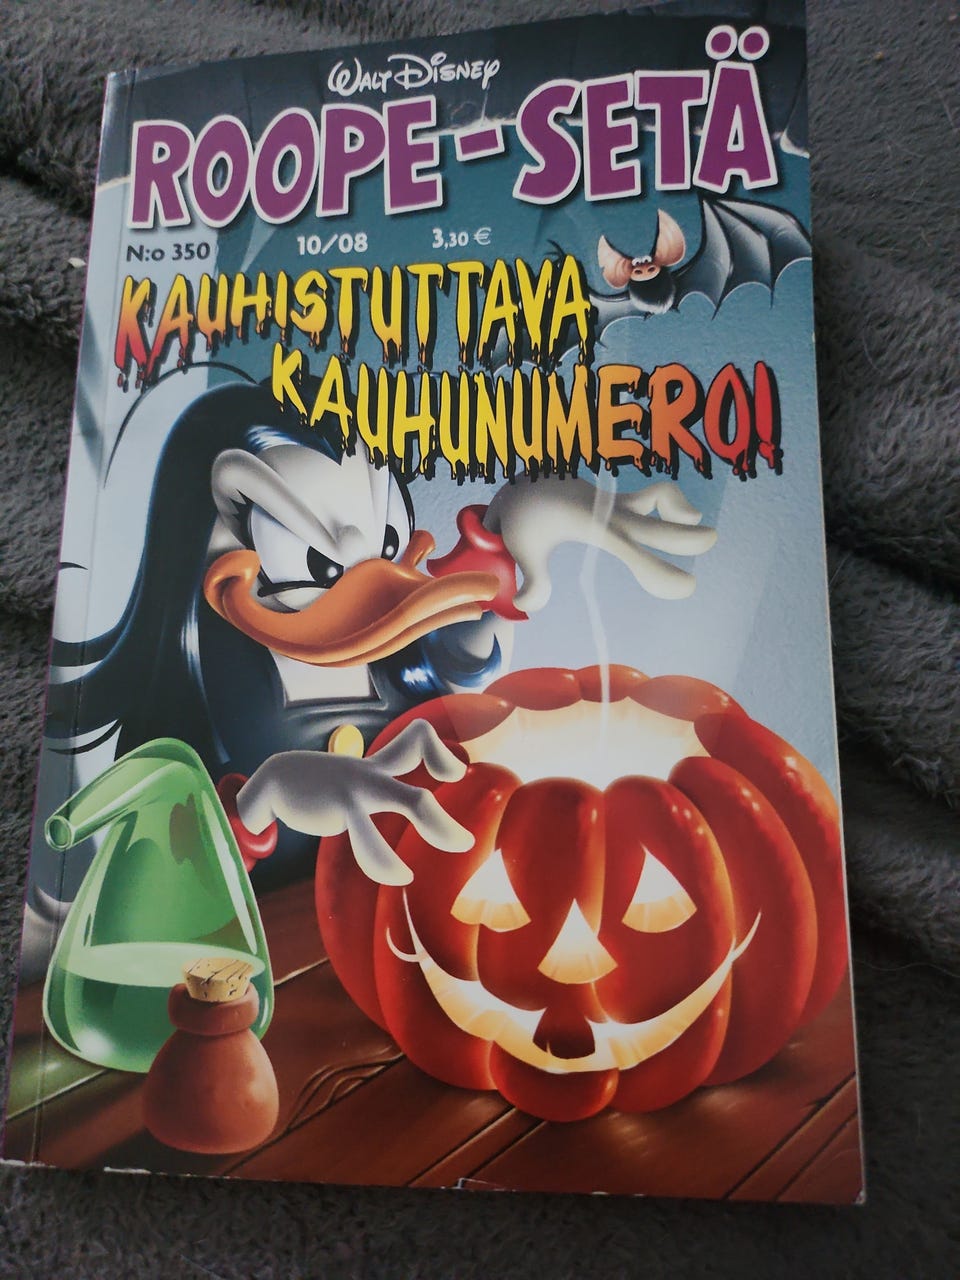 WALT DISNEY
ROOPE-SETÄ
N:o 350 10/08 3,30 €
KAUHISTUTTAVA
KAUHUNUMERO!